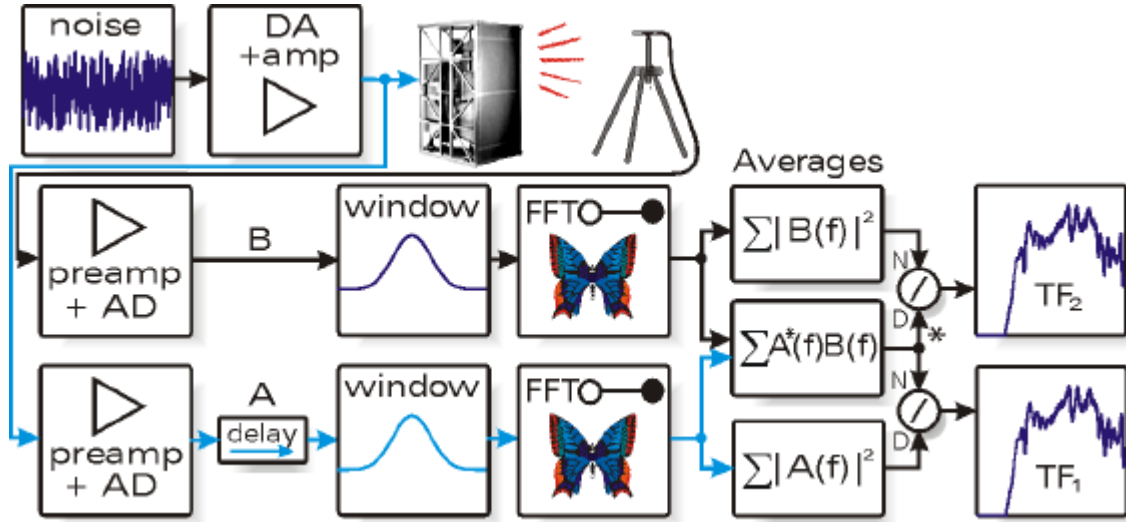 noise
DA
+amp
Averages
preamp
+ AD
B
window
FFT
∑|B(f)|²
N
D
*
TF₂
∑A*(f)B(f)
preamp
+ AD
A
delay
window
FFT
∑|A(f)|²
N
D
TF₁